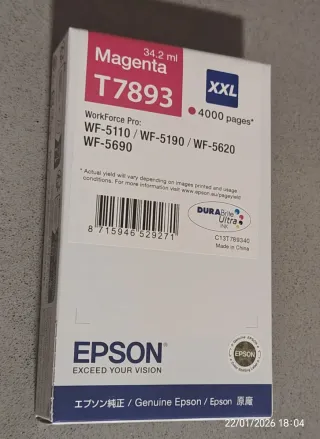 34.2 ml
Magenta
T7893
XXL
4000 pages*
WorkForce Pro:
WF-5110 / WF-5190 / WF-5620
WF-5690
* Actual yield will vary depending on images printed and usage
conditions. For more information visit www.epson.eu/pageyield
8 715946 529271
DURABrite
Ultra
INK
C13T789340
Made in China
EPSON
EXCEED YOUR VISION
EPSON
エプソン純正 / Genuine Epson / Epson 原廠
22/01/2026 18:04